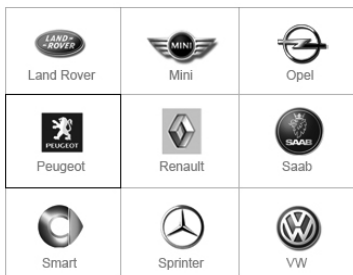 LAND-
ROVER
Land Rover
MINI
Mini
Opel
PEUGEOT
Peugeot
Renault
SAAB
Saab
Smart
Sprinter
VW